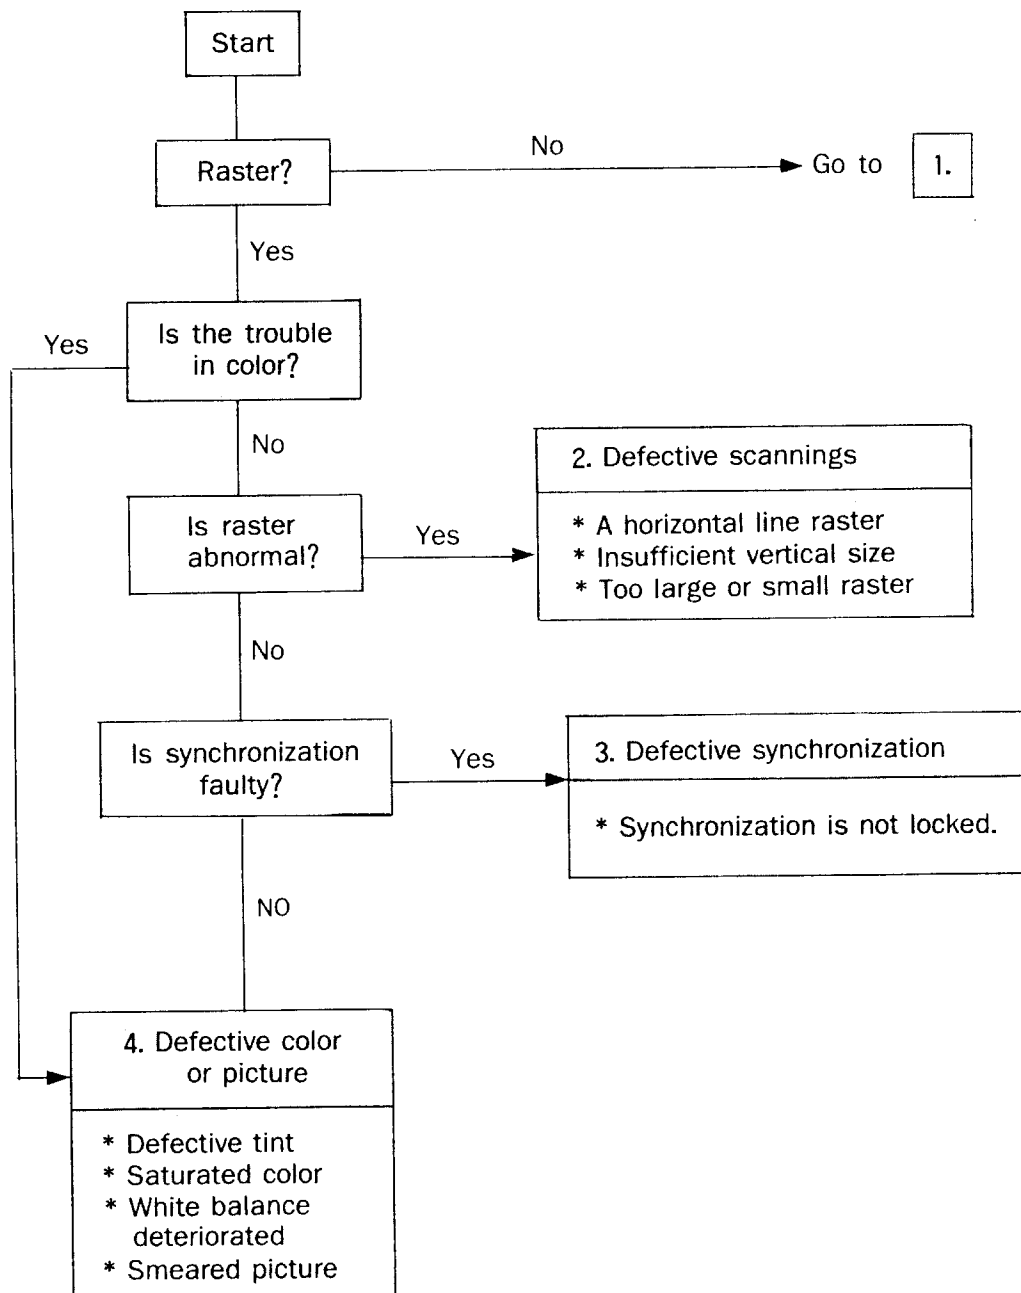 Start
Raster?
No
Go to 1.
Yes
Is the trouble
in color?
Yes
No
2. Defective scannings
* A horizontal line raster
* Insufficient vertical size
* Too large or small raster
Is raster
abnormal?
Yes
No
Is synchronization
faulty?
Yes
3. Defective synchronization
* Synchronization is not locked.
NO
4. Defective color
or picture
* Defective tint
* Saturated color
* White balance
deteriorated
* Smeared picture